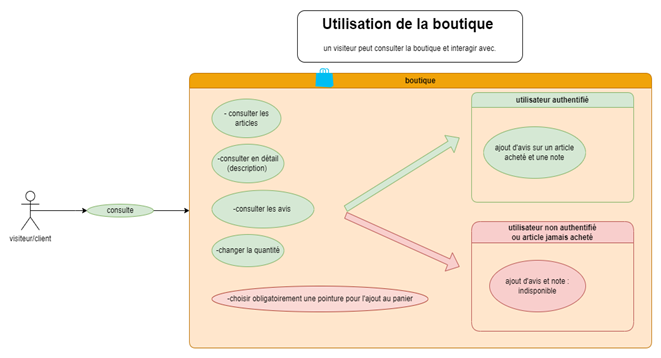 Utilisation de la boutique
un visiteur peut consulter la boutique et interagir avec.
boutique
- consulter les
articles
-consulter en détail
(description)
-consulter les avis
-changer la quantité
-choisir obligatoirement une pointure pour l'ajout au panier
visiteur/client
consulte
utilisateur authentifié
ajout d'avis sur un article
acheté et une note
utilisateur non authentifié
ou article jamais acheté
ajout d'avis et note :
indisponible